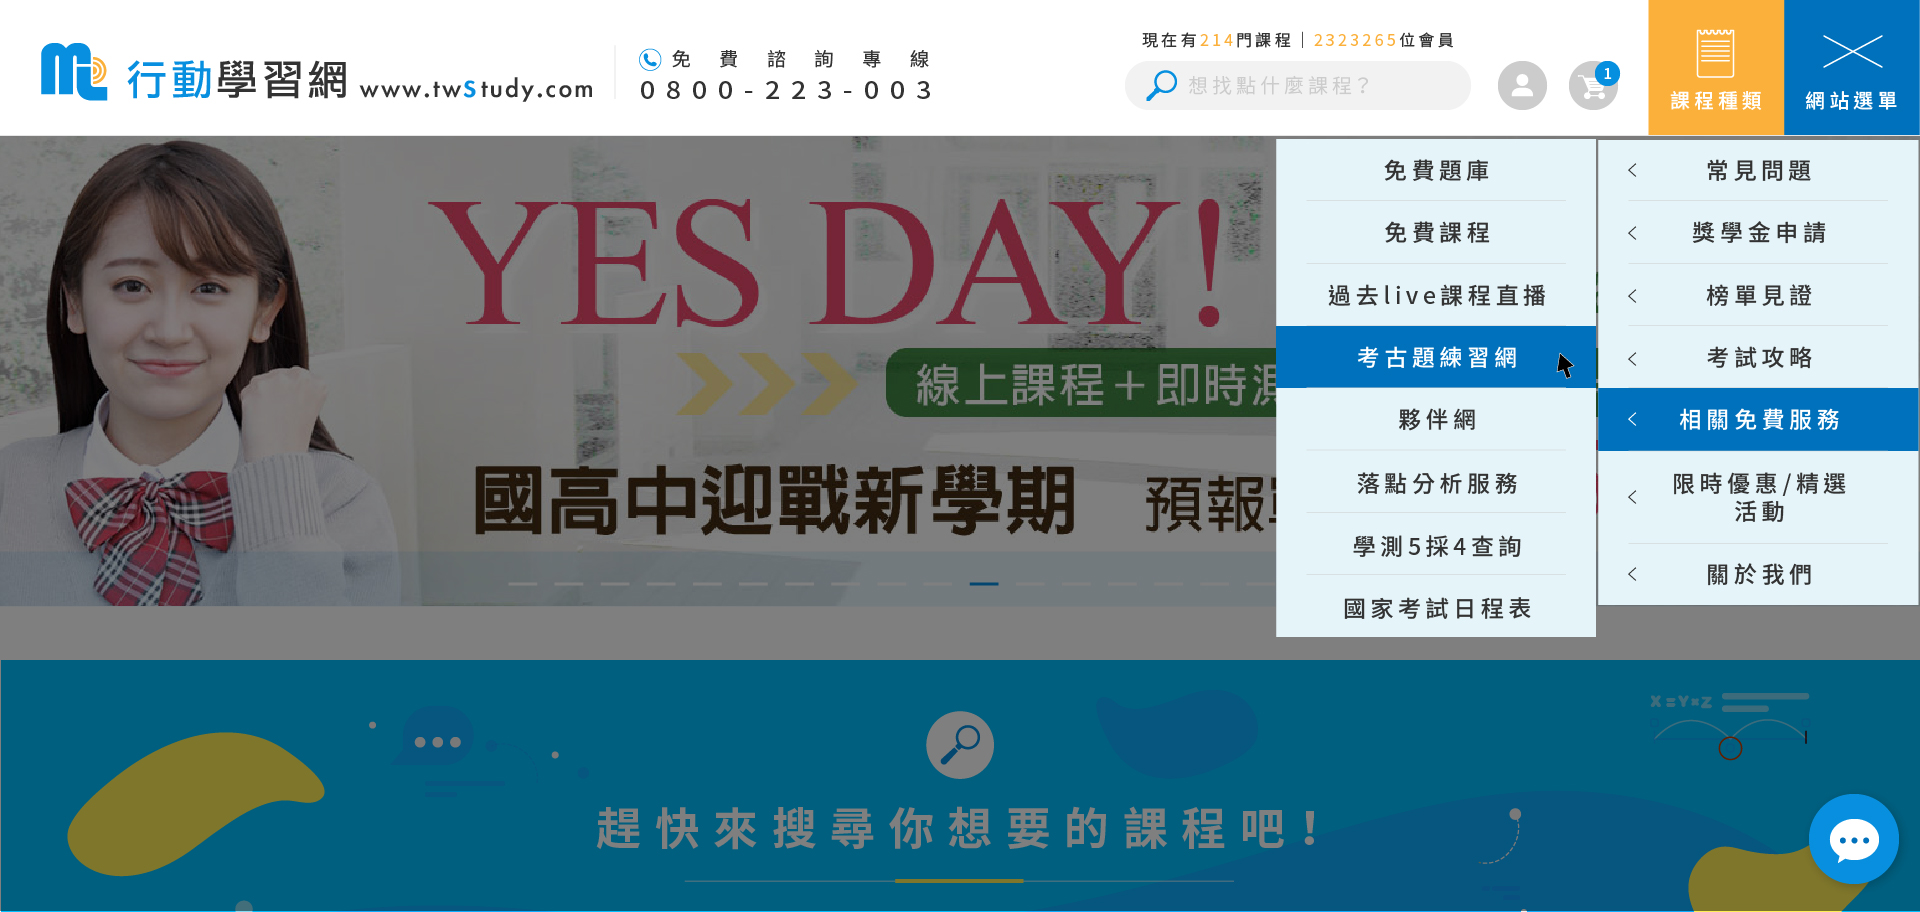 行動學習網 www.twStudy.com
免費諮詢專線
0800-223-003
現在有214門課程｜2323265位會員
想找點什麼課程？
1
課程種類
網站選單
YES DAY!
線上課程＋即時測
國高中迎戰新學期 預報
免費題庫
免費課程
過去live課程直播
考古題練習網
夥伴網
落點分析服務
學測5採4查詢
國家考試日程表
常見問題
獎學金申請
榜單見證
考試攻略
相關免費服務
限時優惠/精選
活動
關於我們
X=Y×Z
趕快來搜尋你想要的課程吧！